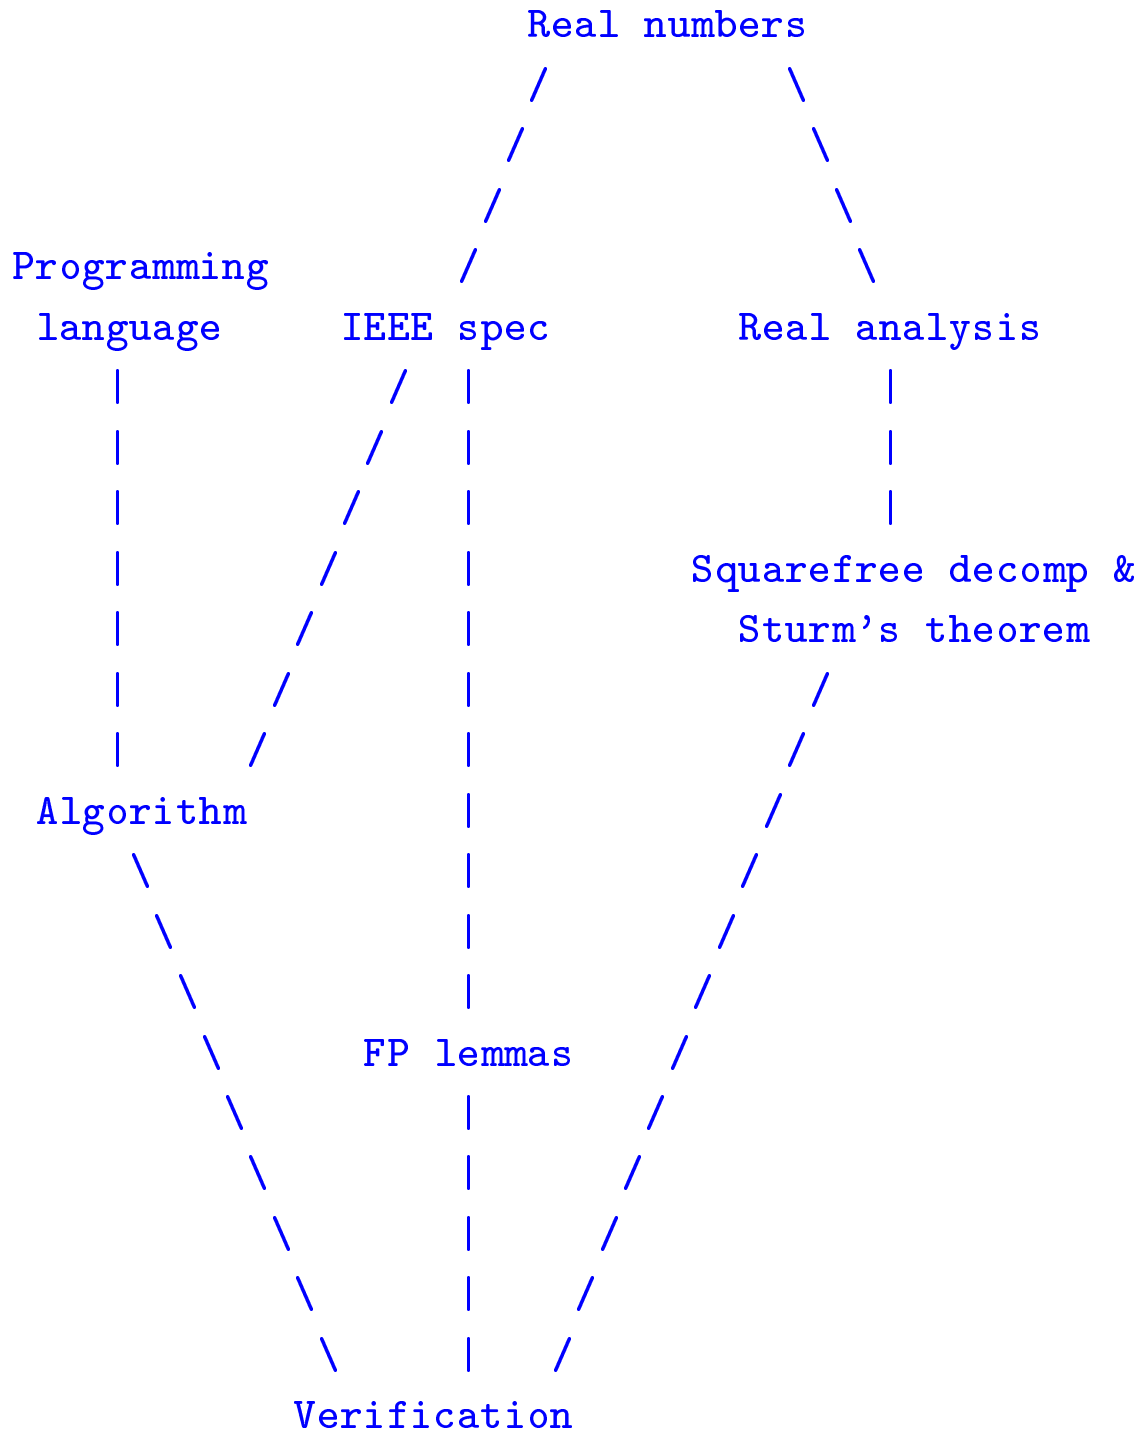 Real numbers
Programming
language
IEEE spec
Real analysis
Squarefree decomp &
Sturm's theorem
Algorithm
FP lemmas
Verification